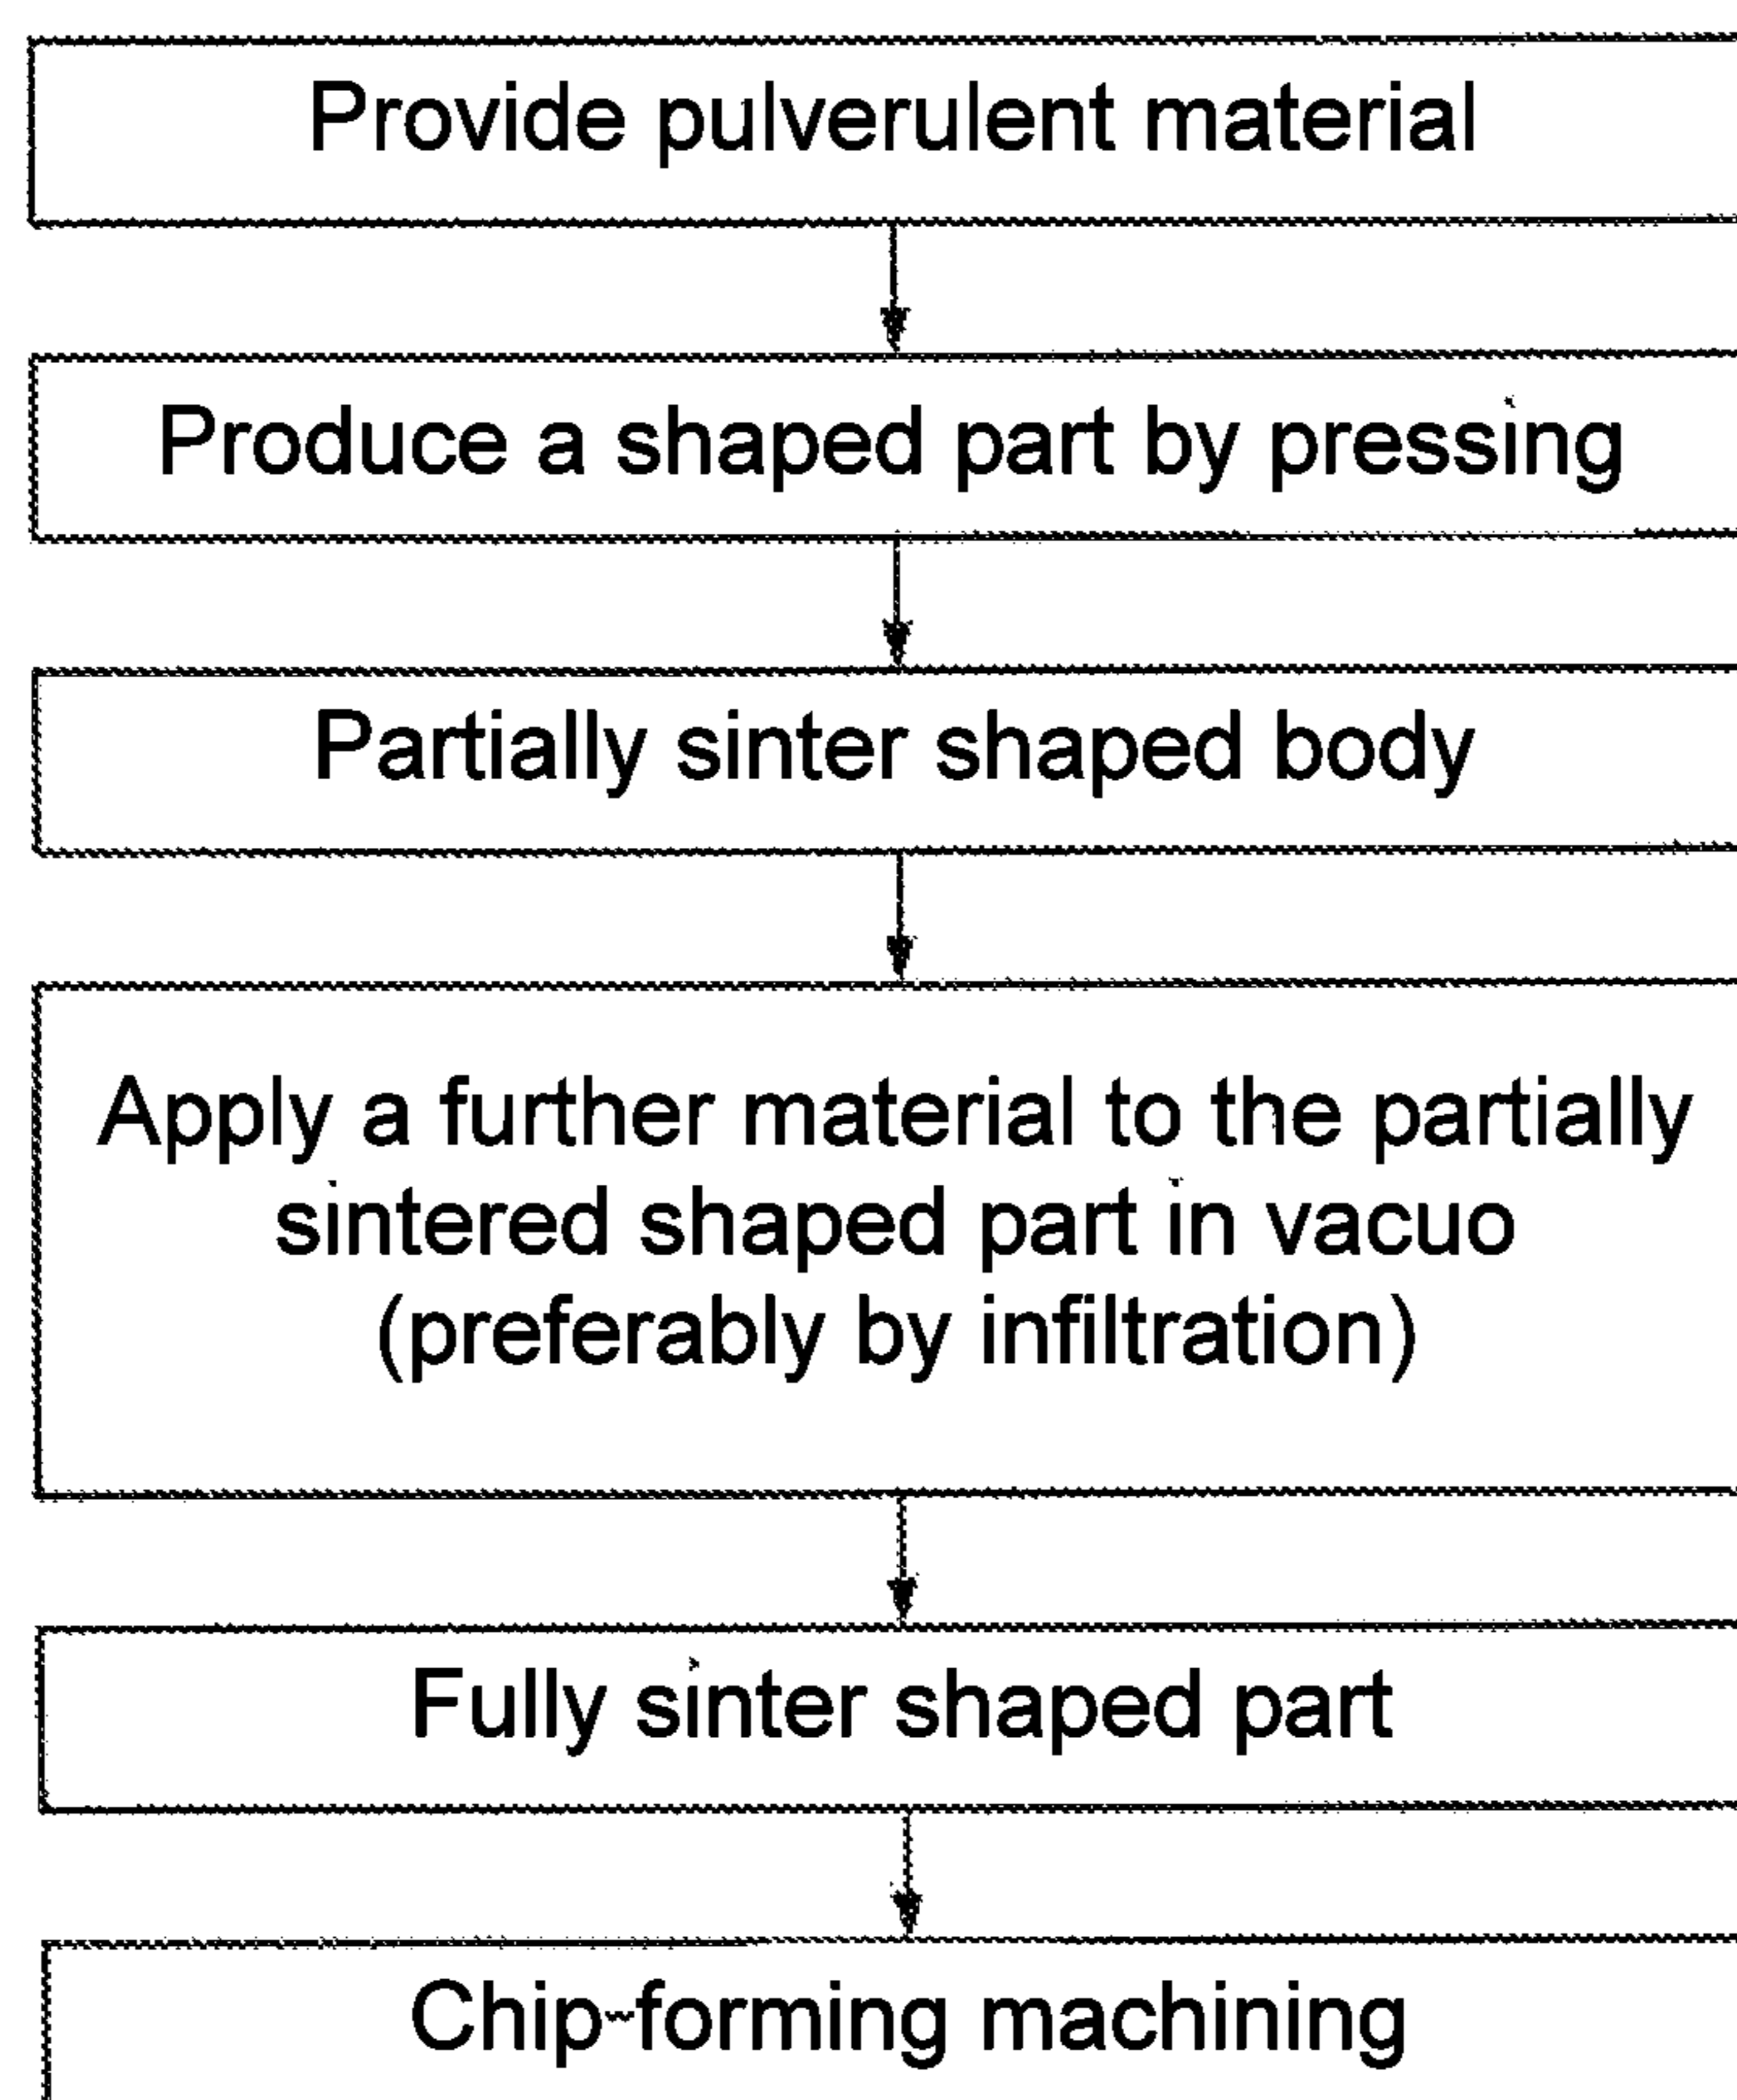 Provide pulverulent material
Produce a shaped part by pressing
Partially sinter shaped body
Apply a further material to the partially
sintered shaped part in vacuo
(preferably by infiltration)
Fully sinter shaped part
Chip-forming machining